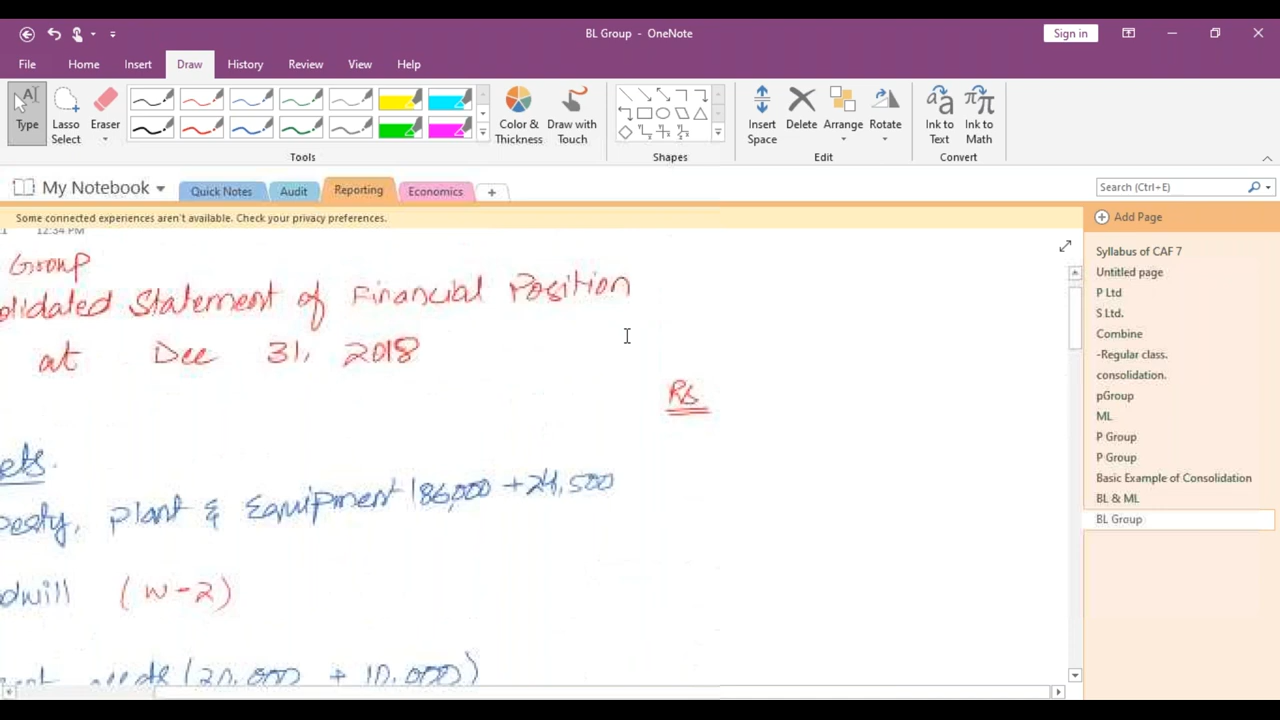 BL Group - OneNote
Sign in
File Home Insert Draw History Review View Help
Type
Lasso Select
Eraser
Color & Thickness
Draw with Touch
Insert Space
Delete
Arrange
Rotate
Ink to Text
Ink to Math
Tools
Shapes
Edit
Convert
My Notebook
Quick Notes
Audit
Reporting
Economics
Search (Ctrl+E)
Some connected experiences aren't available. Check your privacy preferences.
Add Page
12:34 PM
Group
olidated Statement of Financial Position
at Dec 31, 2018
Rs
ets.
plant & Equipment 186,000 + 24,500
dwill (W-2)
(20,000 + 10,000)
Syllabus of CAF 7
Untitled page
P Ltd
S Ltd.
Combine
-Regular class.
consolidation.
pGroup
ML
P Group
P Group
Basic Example of Consolidation
BL & ML
BL Group